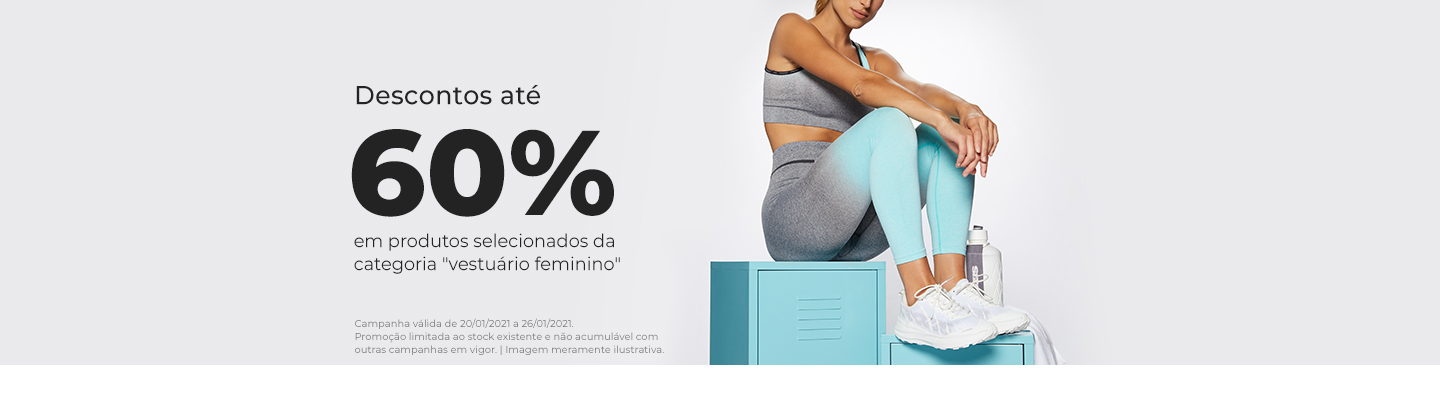 Descontos até
60%
em produtos selecionados da
categoria "vestuário feminino"
Campanha válida de 20/01/2021 a 26/01/2021.
Promoção limitada ao stock existente e não acumulável com
outras campanhas em vigor. | Imagem meramente ilustrativa.